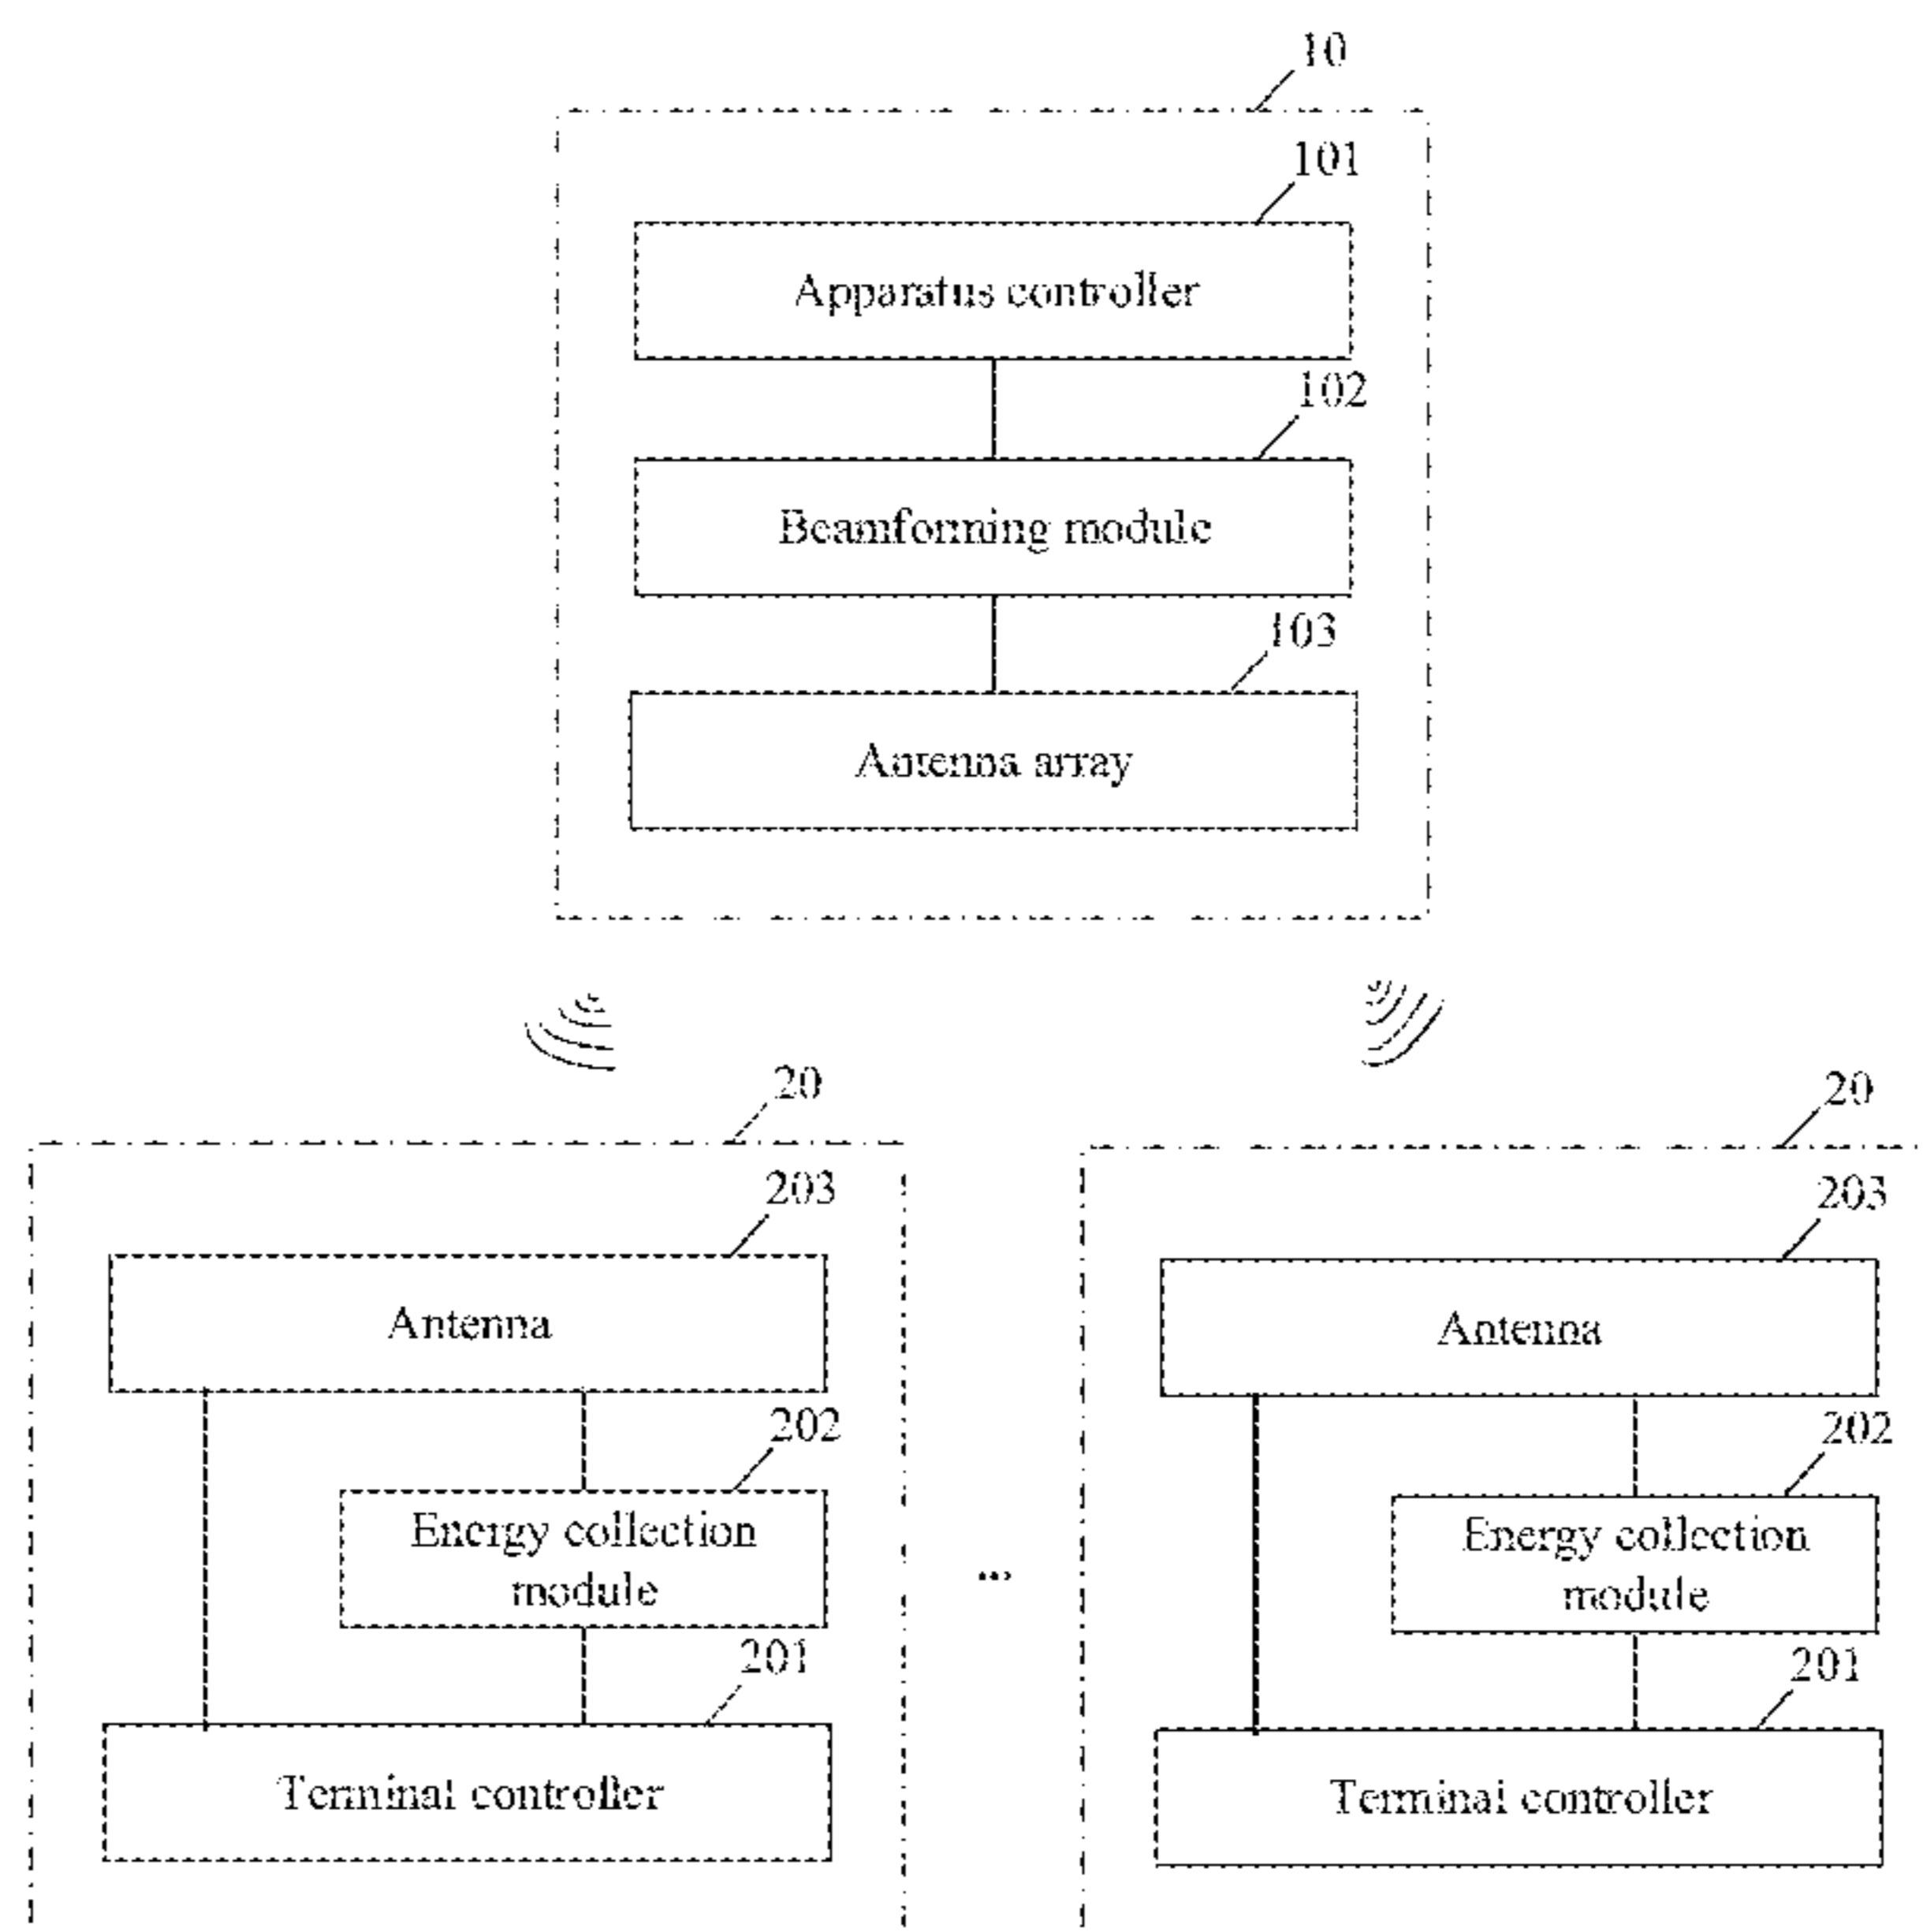 10
101
Apparatus controller
102
Beamforming module
103
Antenna array
20
203
Antenna
202
Energy collection
module
201
Terminal controller
...
20
203
Antenna
202
Energy collection
module
201
Terminal controller